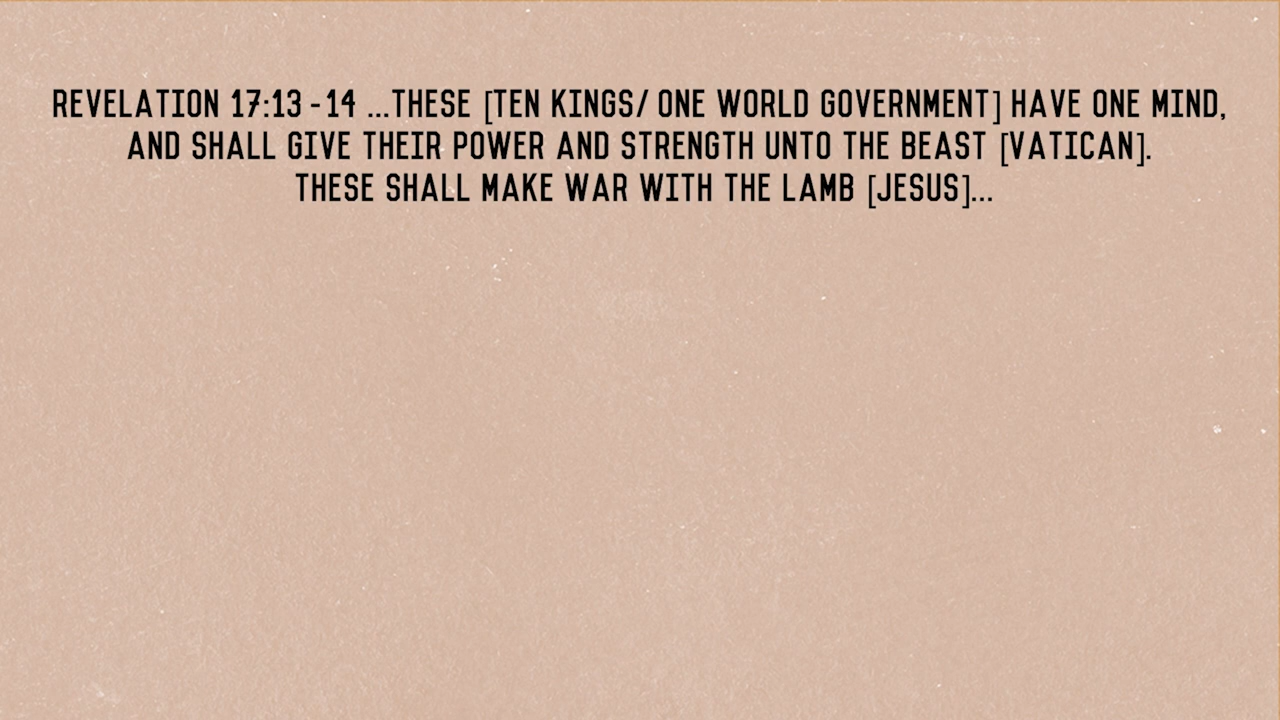 REVELATION 17:13 -14 ...THESE [TEN KINGS/ ONE WORLD GOVERNMENT] HAVE ONE MIND,
AND SHALL GIVE THEIR POWER AND STRENGTH UNTO THE BEAST [VATICAN].
THESE SHALL MAKE WAR WITH THE LAMB [JESUS]...